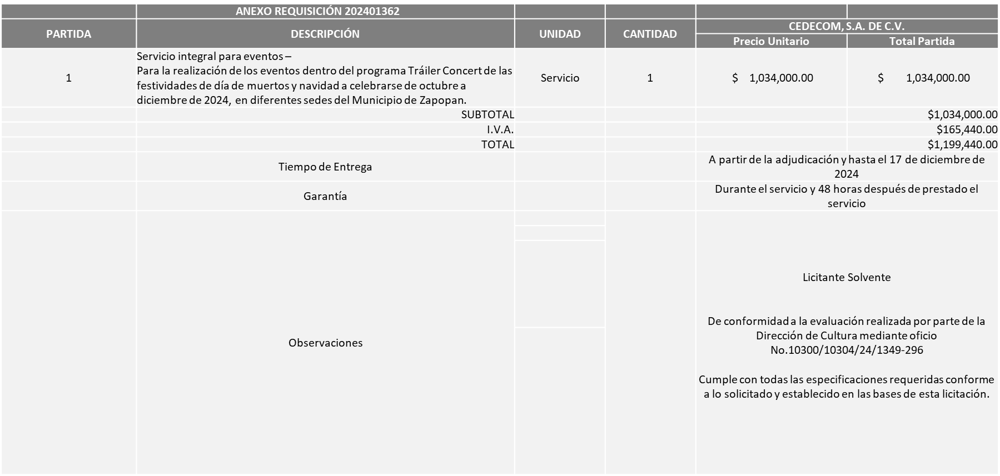 ANEXO REQUISICIÓN 202401362
PARTIDA
DESCRIPCIÓN
UNIDAD
CANTIDAD
CEDECOM, S.A. DE C.V.
Precio Unitario
Total Partida
1
Servicio integral para eventos –
Para la realización de los eventos dentro del programa Tráiler Concert de las
festividades de día de muertos y navidad a celebrarse de octubre a
diciembre de 2024, en diferentes sedes del Municipio de Zapopan.
Servicio
1
$ 1,034,000.00
$ 1,034,000.00
SUBTOTAL
$1,034,000.00
I.V.A.
$165,440.00
TOTAL
$1,199,440.00
Tiempo de Entrega
A partir de la adjudicación y hasta el 17 de diciembre de
2024
Garantía
Durante el servicio y 48 horas después de prestado el
servicio
Observaciones
Licitante Solvente
De conformidad a la evaluación realizada por parte de la
Dirección de Cultura mediante oficio
No.10300/10304/24/1349-296
Cumple con todas las especificaciones requeridas conforme
a lo solicitado y establecido en las bases de esta licitación.